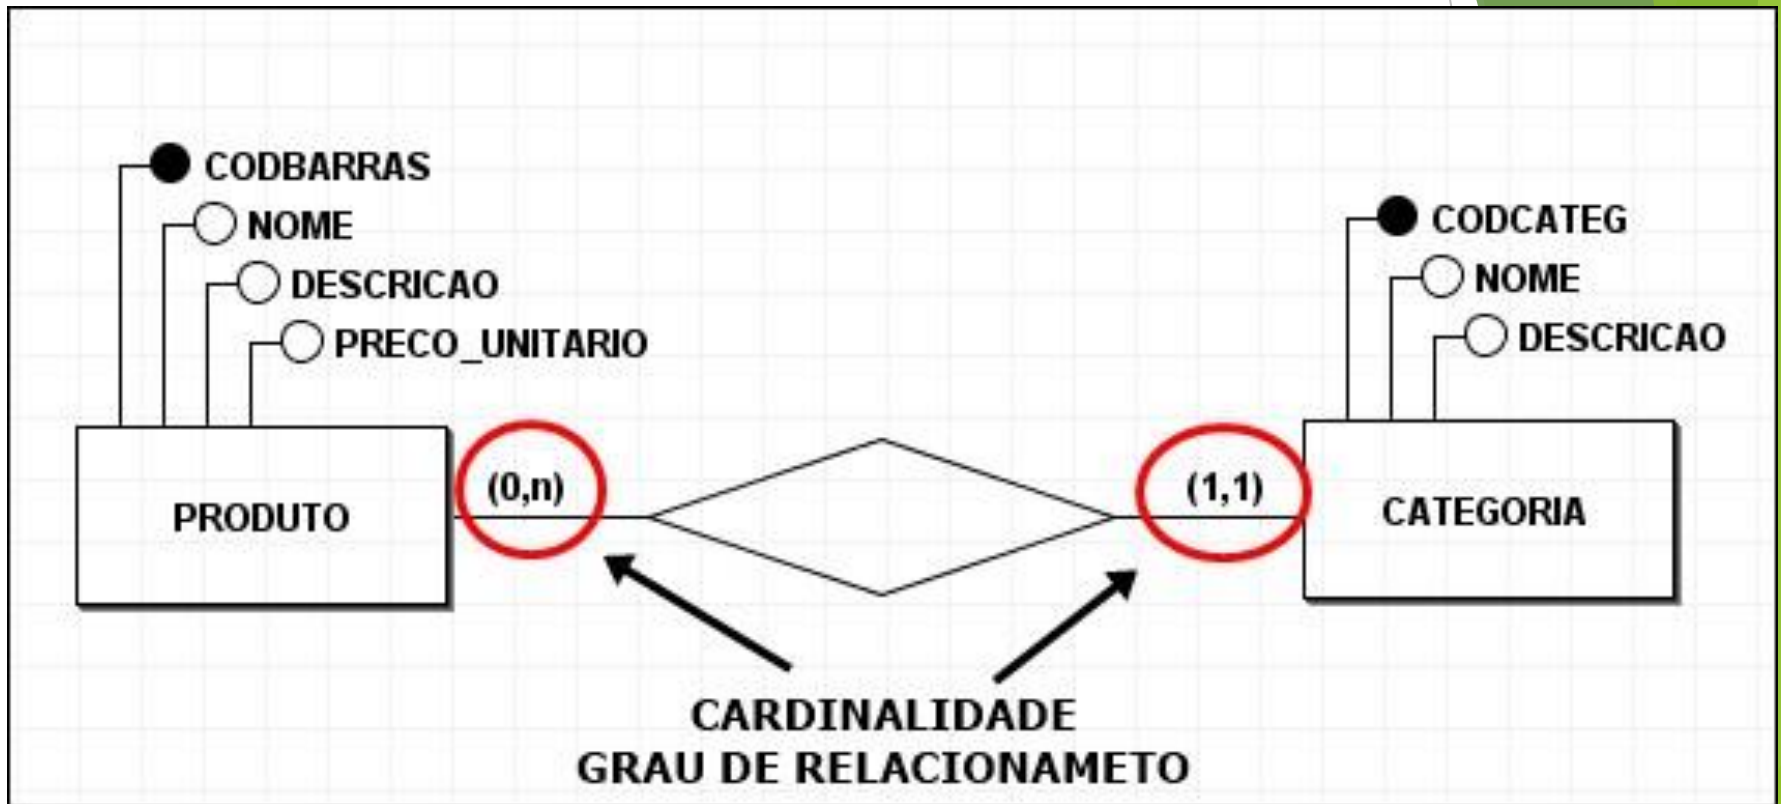 CODBARRAS
NOME
DESCRICAO
PRECO_UNITARIO
PRODUTO
(0,n)
(1,1)
CODCATEG
NOME
DESCRICAO
CATEGORIA
CARDINALIDADE
GRAU DE RELACIONAMETO